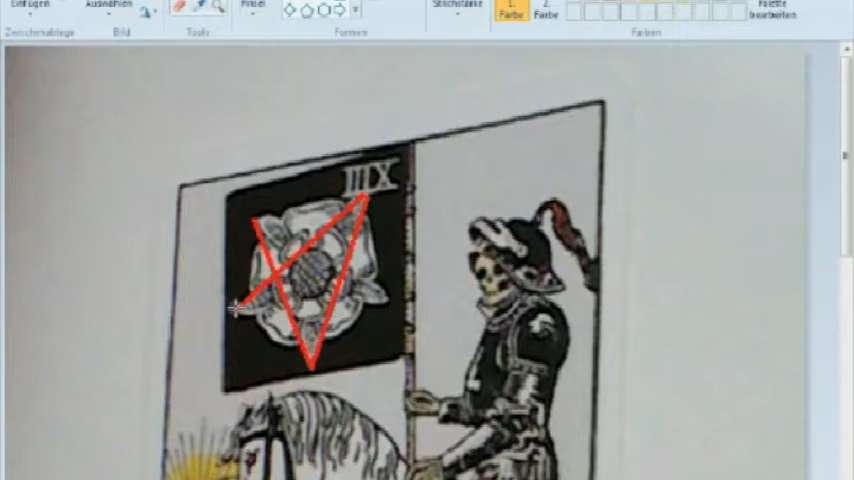 Einfügen
Auswählen
Pinsel
Strichstärke
1.
Farbe
2.
Farbe
Palette
bearbeiten
Zwischenablage
Bild
Tools
Formen
Farben
IIIX